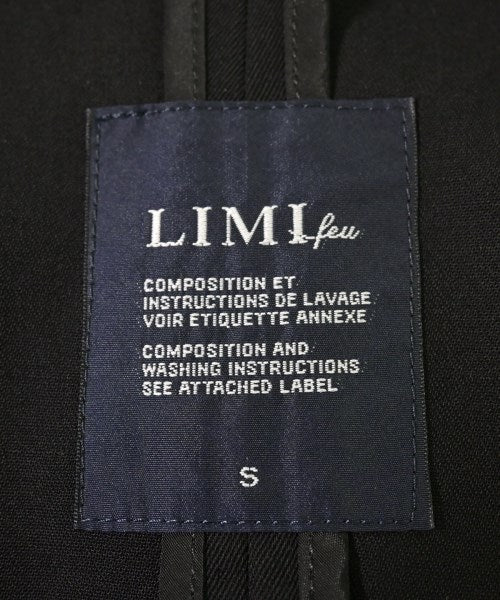 LIMI feu
COMPOSITION ET
INSTRUCTIONS DE LAVAGE
VOIR ETIQUETTE ANNEXE
COMPOSITION AND
WASHING INSTRUCTIONS
SEE ATTACHED LABEL
S